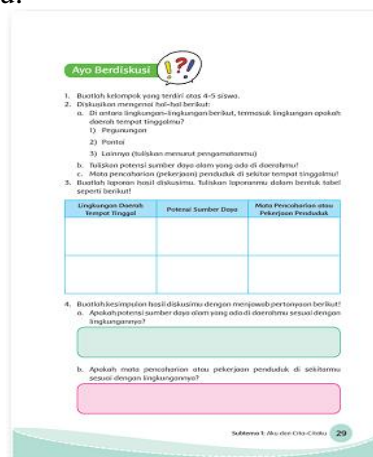 Ayo Berdiskusi
1. Buatlah kelompok yang terdiri atas 4-5 siswa.
2. Diskusikan mengenai hal-hal berikut:
a. Di antara lingkungan-lingkungan berikut, termasuk lingkungan apakah
daerah tempat tinggalmu?
1) Pegunungan
2) Pantai
3) Lainnya (tuliskan menurut pengamatanmu)
b. Tuliskan potensi sumber daya alam yang ada di daerahmu!
c. Mata pencaharian (pekerjaan) penduduk di sekitar tempat tinggalmu!
3. Buatlah laporan hasil diskusimu. Tuliskan laporanmu dalam bentuk tabel
seperti berikut!
Lingkungan Daerah
Tempat Tinggal
Potensi Sumber Daya
Mata Pencaharian atau
Pekerjaan Penduduk
4. Buatlah kesimpulan hasil diskusimu dengan menjawab pertanyaan berikut!
a. Apakah potensi sumber daya alam yang ada di daerahmu sesuai dengan
lingkungannya?
b. Apakah mata pencaharian atau pekerjaan penduduk di sekitarmu
sesuai dengan lingkungannya?
Subtema 1: Aku dan Cita-Citaku 29